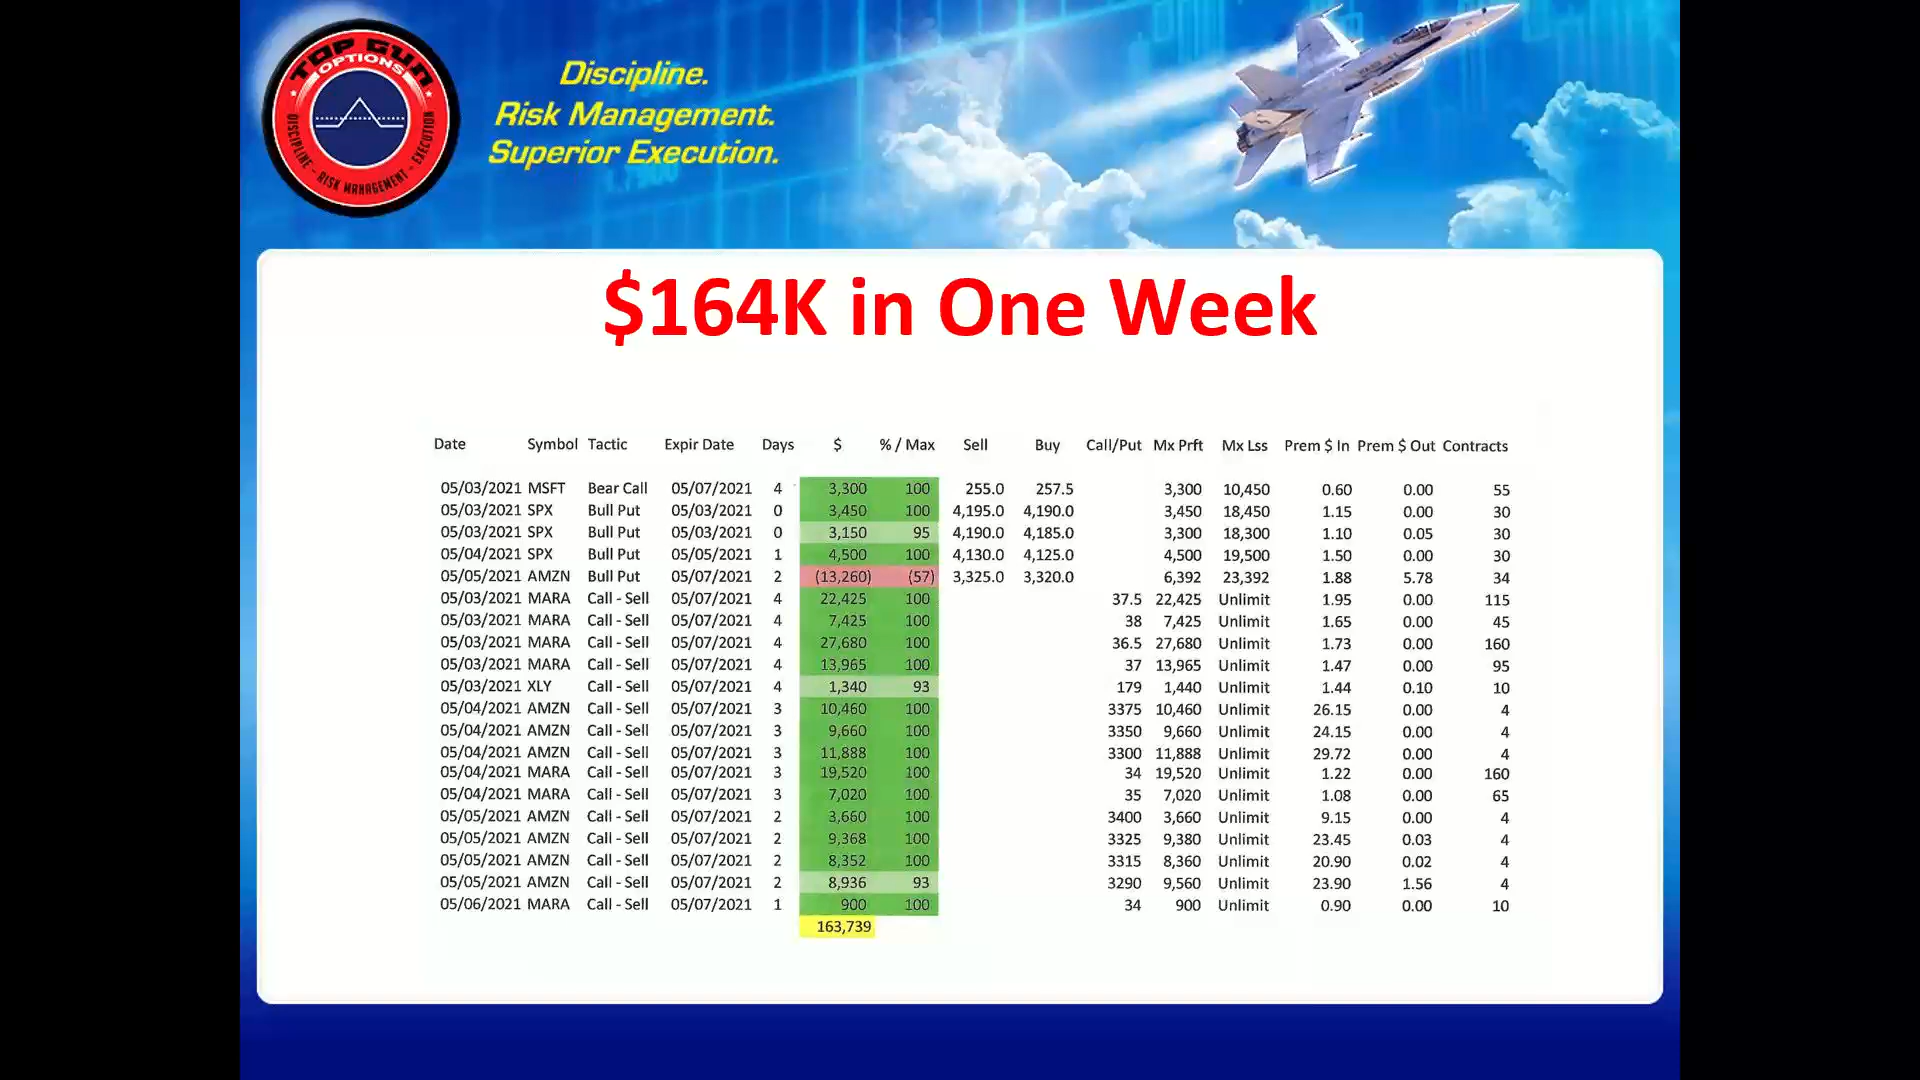 TOP GUN
OPTIONS
DISCIPLINE - RISK MANAGEMENT - EXECUTION
Discipline.
Risk Management.
Superior Execution.
$164K in One Week
Date Symbol Tactic Expir Date Days $ % / Max Sell Buy Call/Put Mx Prft Mx Lss Prem $ In Prem $ Out Contracts
05/03/2021 MSFT Bear Call 05/07/2021 4 3,300 100 255.0 257.5 3,300 10,450 0.60 0.00 55
05/03/2021 SPX Bull Put 05/03/2021 0 3,450 100 4,195.0 4,190.0 3,450 18,450 1.15 0.00 30
05/03/2021 SPX Bull Put 05/03/2021 0 3,150 95 4,190.0 4,185.0 3,300 18,300 1.10 0.05 30
05/04/2021 SPX Bull Put 05/05/2021 1 4,500 100 4,130.0 4,125.0 4,500 19,500 1.50 0.00 30
05/05/2021 AMZN Bull Put 05/07/2021 2 (13,260) (57) 3,325.0 3,320.0 6,392 23,392 1.88 5.78 34
05/03/2021 MARA Call - Sell 05/07/2021 4 22,425 100 37.5 22,425 Unlimit 1.95 0.00 115
05/03/2021 MARA Call - Sell 05/07/2021 4 7,425 100 38 7,425 Unlimit 1.65 0.00 45
05/03/2021 MARA Call - Sell 05/07/2021 4 27,680 100 36.5 27,680 Unlimit 1.73 0.00 160
05/03/2021 MARA Call - Sell 05/07/2021 4 13,965 100 37 13,965 Unlimit 1.47 0.00 95
05/03/2021 XLY Call - Sell 05/07/2021 4 1,340 93 179 1,440 Unlimit 1.44 0.10 10
05/04/2021 AMZN Call - Sell 05/07/2021 3 10,460 100 3375 10,460 Unlimit 26.15 0.00 4
05/04/2021 AMZN Call - Sell 05/07/2021 3 9,660 100 3350 9,660 Unlimit 24.15 0.00 4
05/04/2021 AMZN Call - Sell 05/07/2021 3 11,888 100 3300 11,888 Unlimit 29.72 0.00 4
05/04/2021 MARA Call - Sell 05/07/2021 3 19,520 100 34 19,520 Unlimit 1.22 0.00 160
05/04/2021 MARA Call - Sell 05/07/2021 3 7,020 100 35 7,020 Unlimit 1.08 0.00 65
05/05/2021 AMZN Call - Sell 05/07/2021 2 3,660 100 3400 3,660 Unlimit 9.15 0.00 4
05/05/2021 AMZN Call - Sell 05/07/2021 2 9,368 100 3325 9,380 Unlimit 23.45 0.03 4
05/05/2021 AMZN Call - Sell 05/07/2021 2 8,352 100 3315 8,360 Unlimit 20.90 0.02 4
05/05/2021 AMZN Call - Sell 05/07/2021 2 8,936 93 3290 9,560 Unlimit 23.90 1.56 4
05/06/2021 MARA Call - Sell 05/07/2021 1 900 100 34 900 Unlimit 0.90 0.00 10
163,739